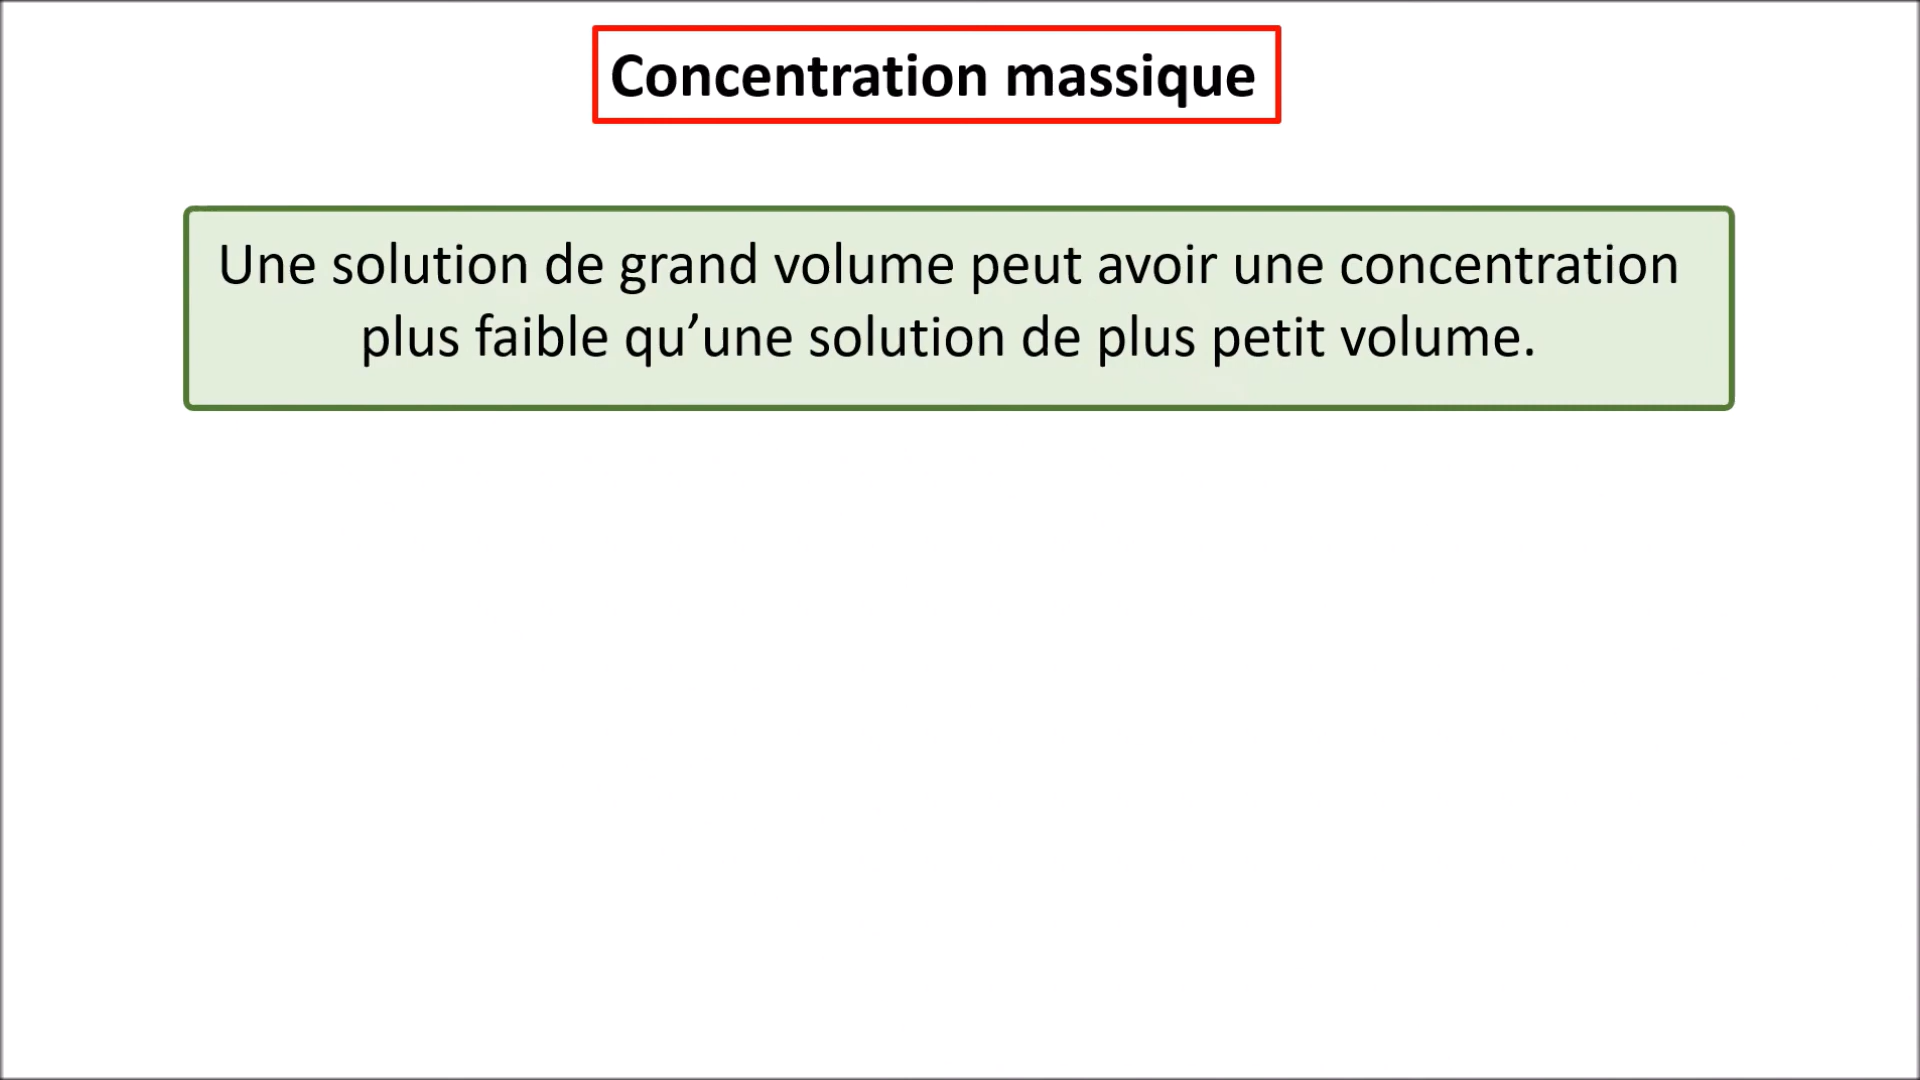 Concentration massique
Une solution de grand volume peut avoir une concentration
plus faible qu’une solution de plus petit volume.